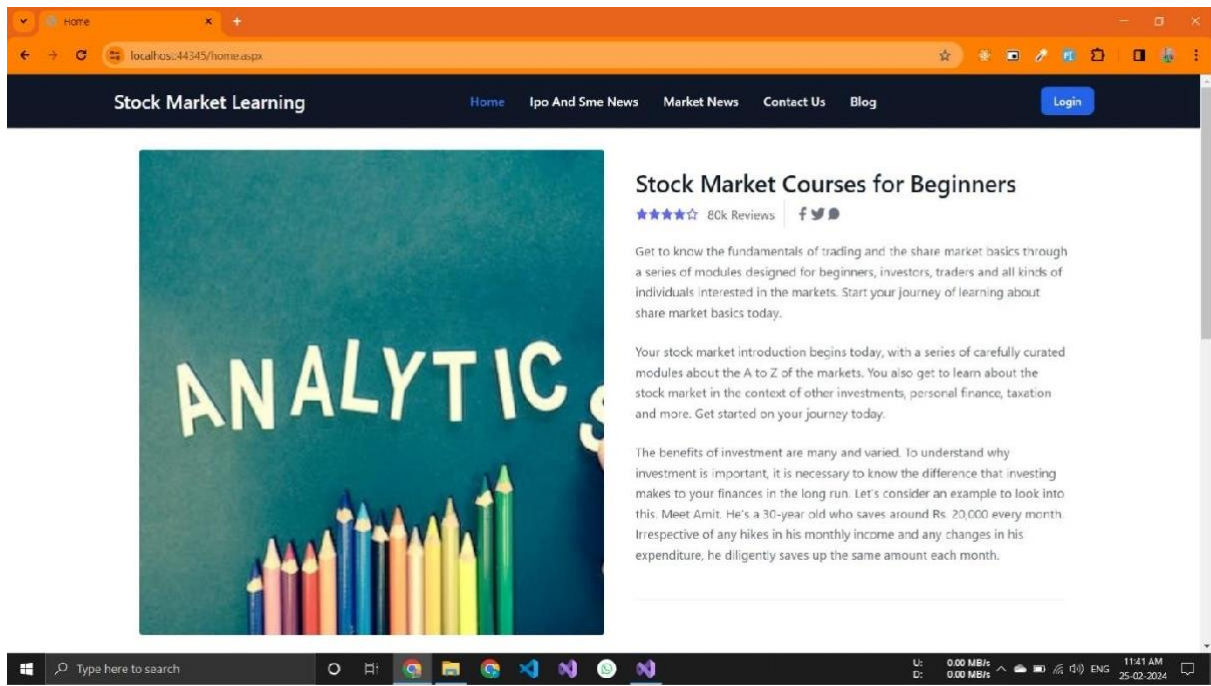 Home
localhost:44345/home.aspx
Stock Market Learning
Home Ipo And Sme News Market News Contact Us Blog
Login
ANALYTICS
Stock Market Courses for Beginners
80k Reviews
Get to know the fundamentals of trading and the share market basics through
a series of modules designed for beginners, investors, traders and all kinds of
individuals interested in the markets. Start your journey of learning about
share market basics today.
Your stock market introduction begins today, with a series of carefully curated
modules about the A to Z of the markets. You also get to learn about the
stock market in the context of other investments, personal finance, taxation
and more. Get started on your journey today.
The benefits of investment are many and varied. To understand why
investment is important, it is necessary to know the difference that investing
makes to your finances in the long run. Let's consider an example to look into
this. Meet Amit. He's a 30-year old who saves around Rs. 20,000 every month.
Irrespective of any hikes in his monthly income and any changes in his
expenditure, he diligently saves up the same amount each month.
Type here to search
U: 0.00 MB/s
D: 0.00 MB/s
ENG
11:41 AM
25-02-2024